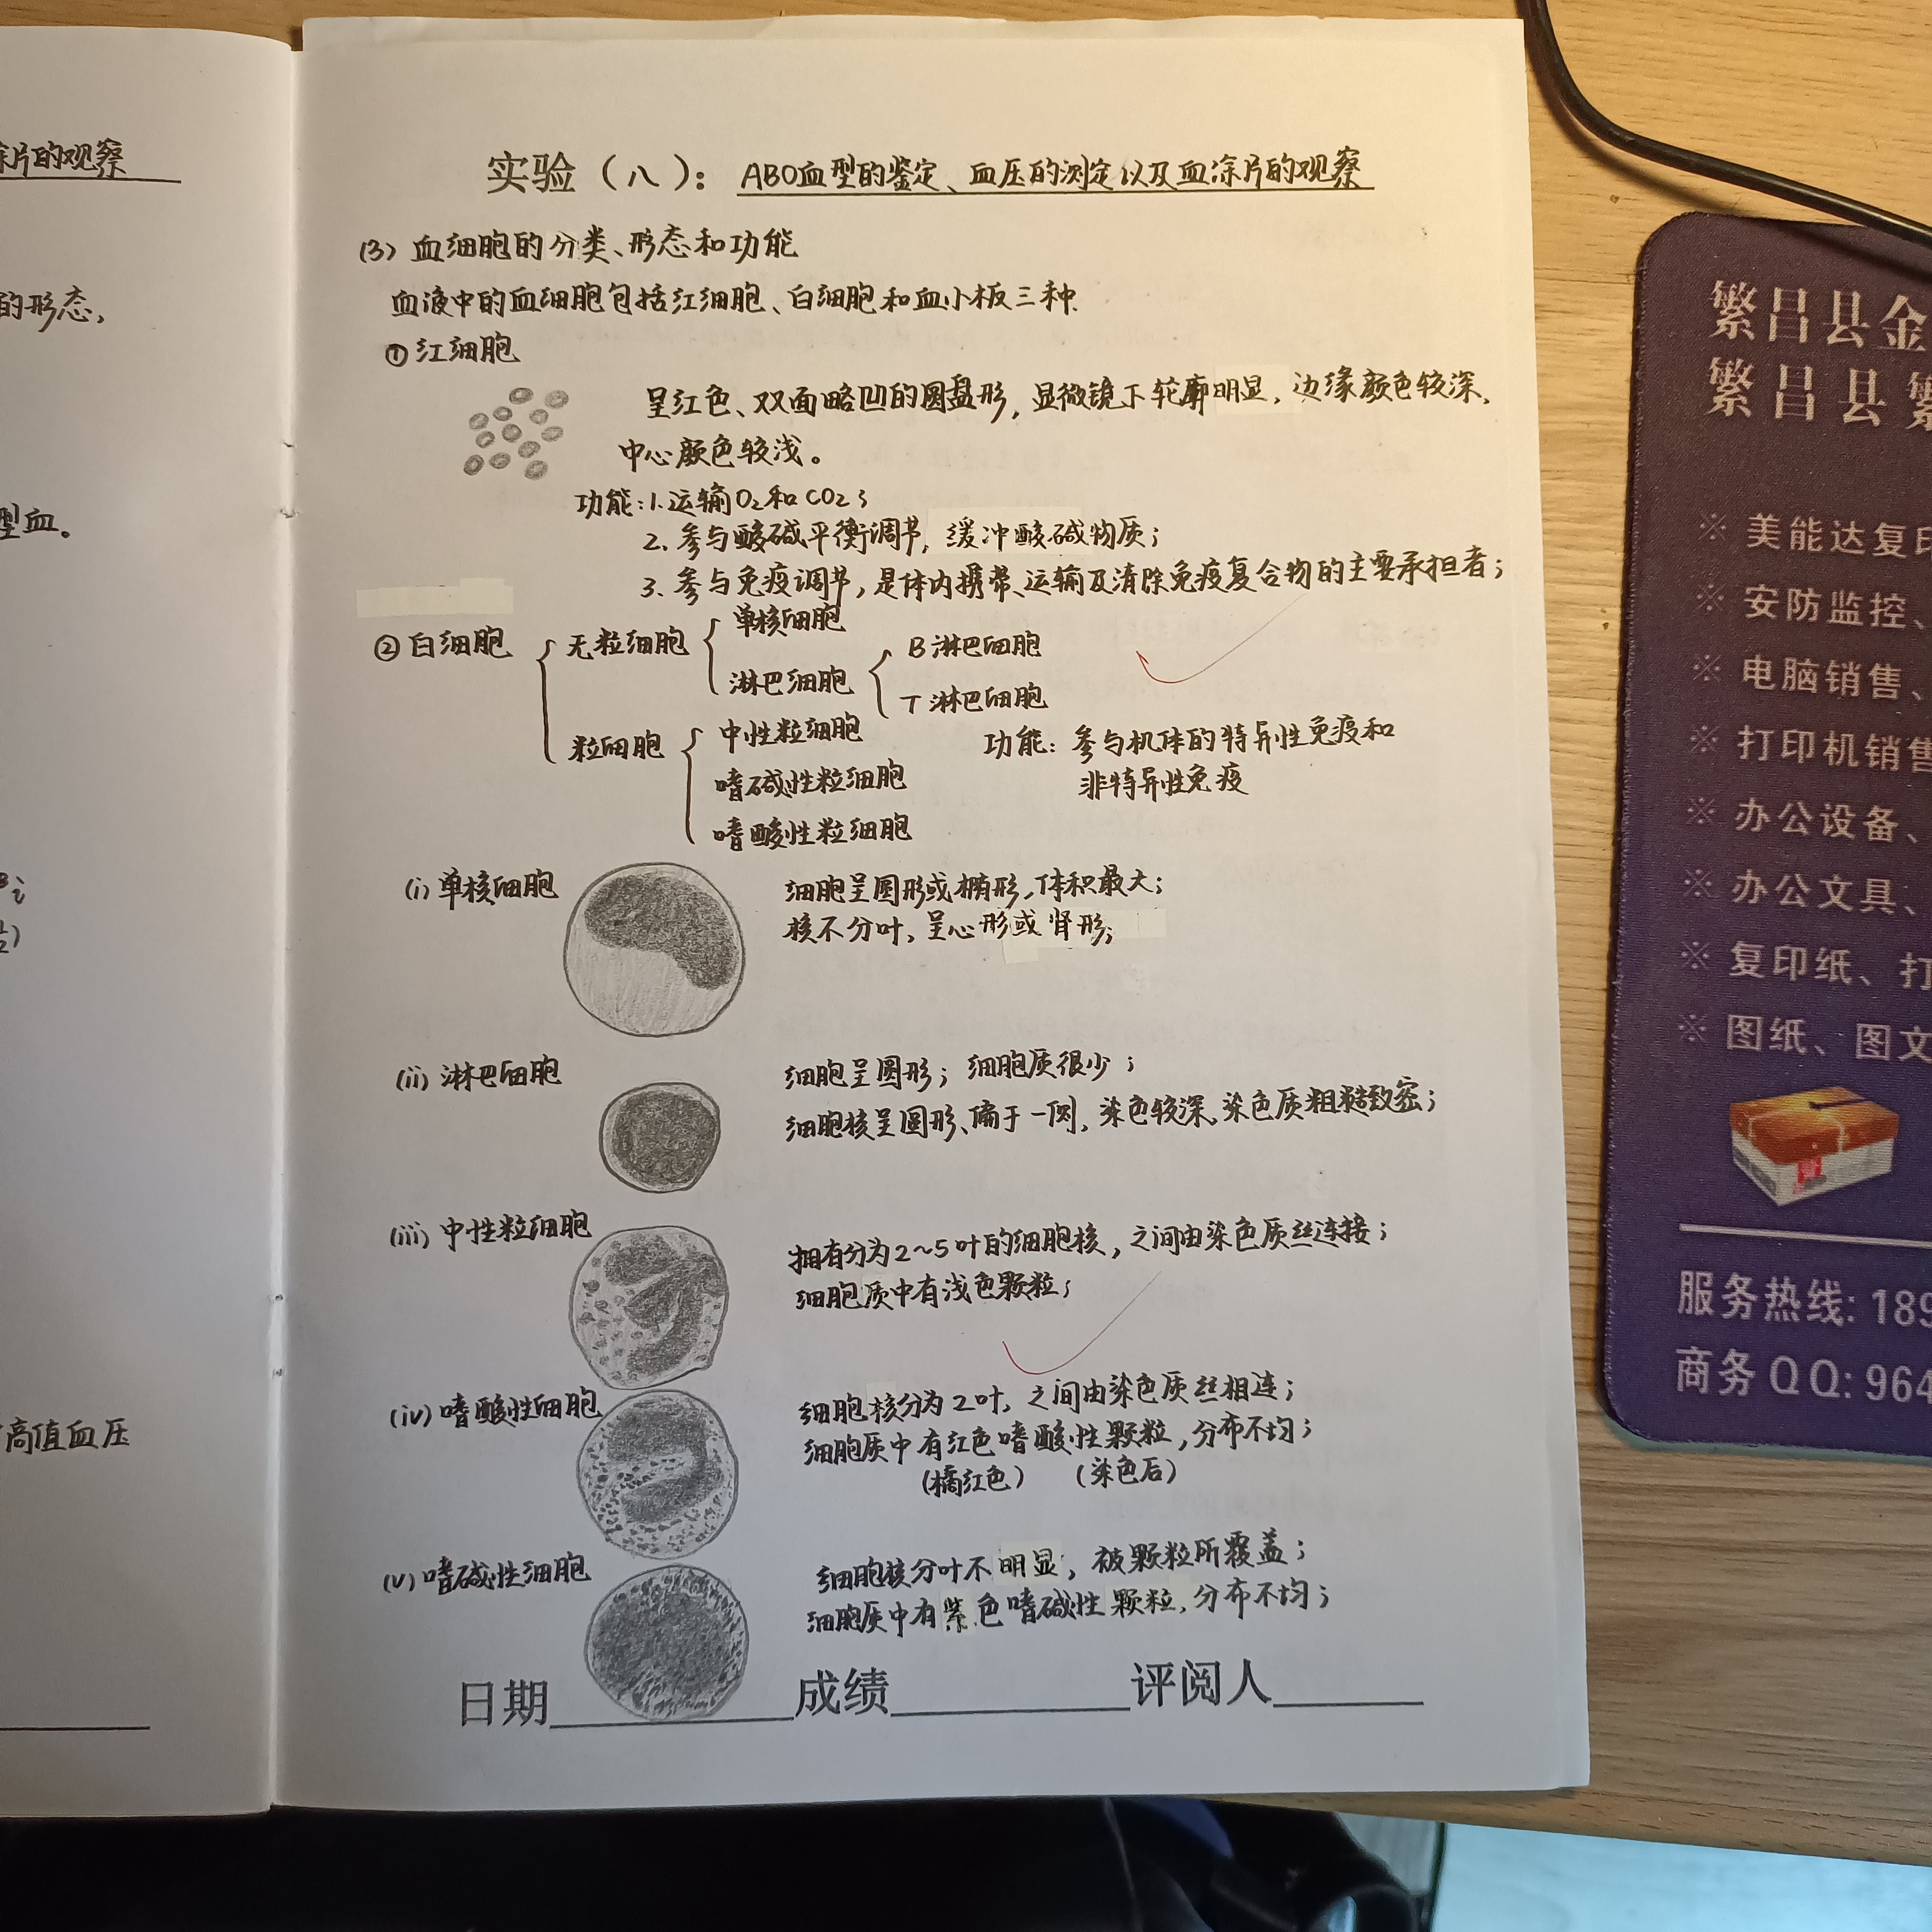 涂片的观察
的形态,
型血。
高值血压
实验（八）：ABO血型的鉴定、血压的测定以及血涂片的观察
(3) 血细胞的分类、形态和功能
血液中的血细胞包括红细胞、白细胞和血小板三种.
① 红细胞
呈红色、双面略凹的圆盘形，显微镜下轮廓明显，边缘颜色较深，
中心颜色较浅。
功能：1.运输O₂和CO₂；
2. 参与酸碱平衡调节，缓冲酸碱物质；
3. 参与免疫调节，是体内携带、运输及清除免疫复合物的主要承担者；
② 白细胞
无粒细胞
单核细胞
淋巴细胞
B淋巴细胞
T淋巴细胞
粒细胞
中性粒细胞
嗜碱性粒细胞
嗜酸性粒细胞
功能：参与机体的特异性免疫和
非特异性免疫
(i) 单核细胞
细胞呈圆形或椭形，体积最大；
核不分叶，呈心形或肾形；
(ii) 淋巴细胞
细胞呈圆形；细胞质很少；
细胞核呈圆形、偏于一侧，染色较深、染色质粗糙致密；
(iii) 中性粒细胞
拥有分为2~5叶的细胞核，之间由染色质丝连接；
细胞质中有浅色颗粒；
(iv) 嗜酸性细胞
细胞核分为2叶，之间由染色质丝相连；
细胞质中有红色嗜酸性颗粒，分布不均；
(橘红色) (染色后)
(v) 嗜碱性细胞
细胞核分叶不明显，被颗粒所覆盖；
细胞质中有紫色嗜碱性颗粒，分布不均；
日期 成绩 评阅人
繁昌县金
繁昌县繁
※ 美能达复印
※ 安防监控、
※ 电脑销售、
※ 打印机销售
※ 办公设备、
※ 办公文具、
※ 复印纸、打
※ 图纸、图文
服务热线: 189
商务QQ: 964